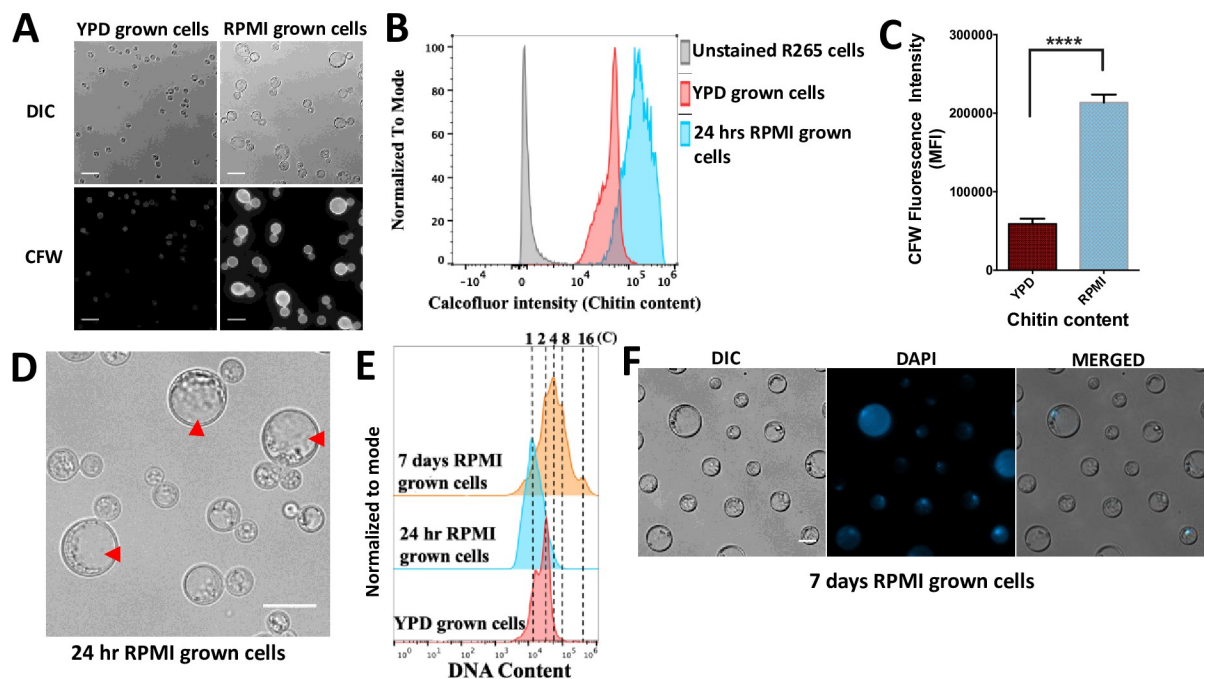 A
YPD grown cells
RPMI grown cells
DIC
CFW
B
100
80
60
40
20
0
Normalized To Mode
-10^4
0
10^4
10^5
10^6
Calcofluor intensity (Chitin content)
Unstained R265 cells
YPD grown cells
24 hrs RPMI grown
cells
C
300000
200000
100000
0
CFW Fluorescence Intensity
(MFI)
****
YPD
RPMI
Chitin content
D
24 hr RPMI grown cells
E
1 2 4 8 16 (C)
Normalized to mode
7 days RPMI
grown cells
24 hr RPMI
grown cells
YPD grown cells
10^0 10^1 10^2 10^3 10^4 10^5 10^6
DNA Content
F
DIC
DAPI
MERGED
7 days RPMI grown cells